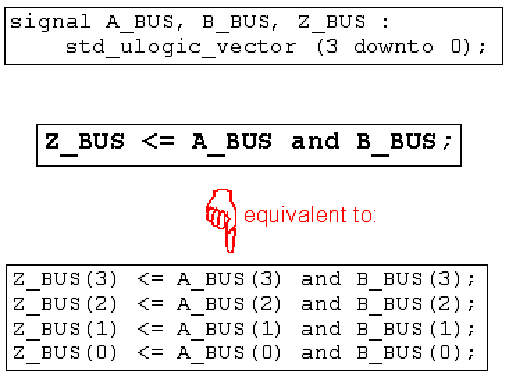 signal A_BUS, B_BUS, Z_BUS :
std_ulogic_vector (3 downto 0);
Z_BUS <= A_BUS and B_BUS;
equivalent to:
Z_BUS(3) <= A_BUS(3) and B_BUS(3);
Z_BUS(2) <= A_BUS(2) and B_BUS(2);
Z_BUS(1) <= A_BUS(1) and B_BUS(1);
Z_BUS(0) <= A_BUS(0) and B_BUS(0);